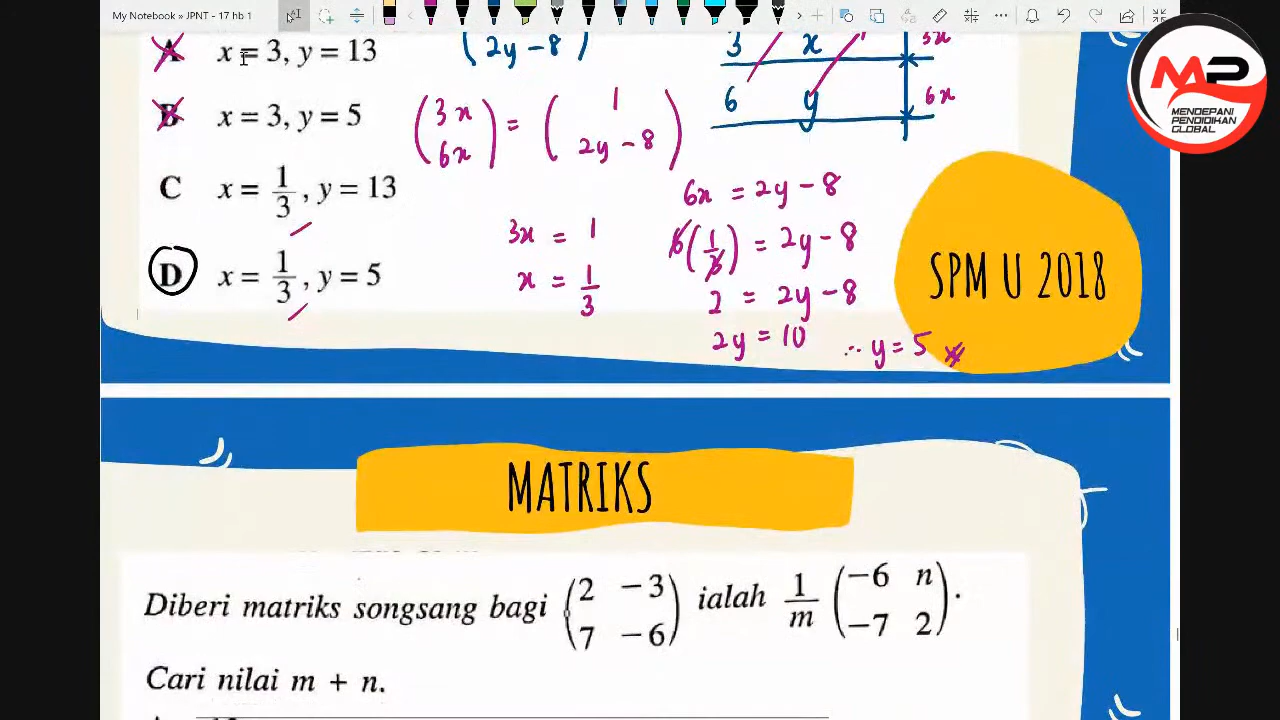 My Notebook » JPNT - 17 hb 1
MP
MENDEPANI
PENDIDIKAN
GLOBAL
A x = 3, y = 13
B x = 3, y = 5
C x = 1/3, y = 13
D x = 1/3, y = 5
2y - 8
(3x 6x) = (1 2y - 8)
3 x 3x
6 y 6x
3x = 1
x = 1/3
6x = 2y - 8
6(1/3) = 2y - 8
2 = 2y - 8
2y = 10
∴ y = 5
SPM U 2018
MATRIKS
Diberi matriks songsang bagi (2 -3 7 -6) ialah 1/m (-6 n -7 2).
Cari nilai m + n.